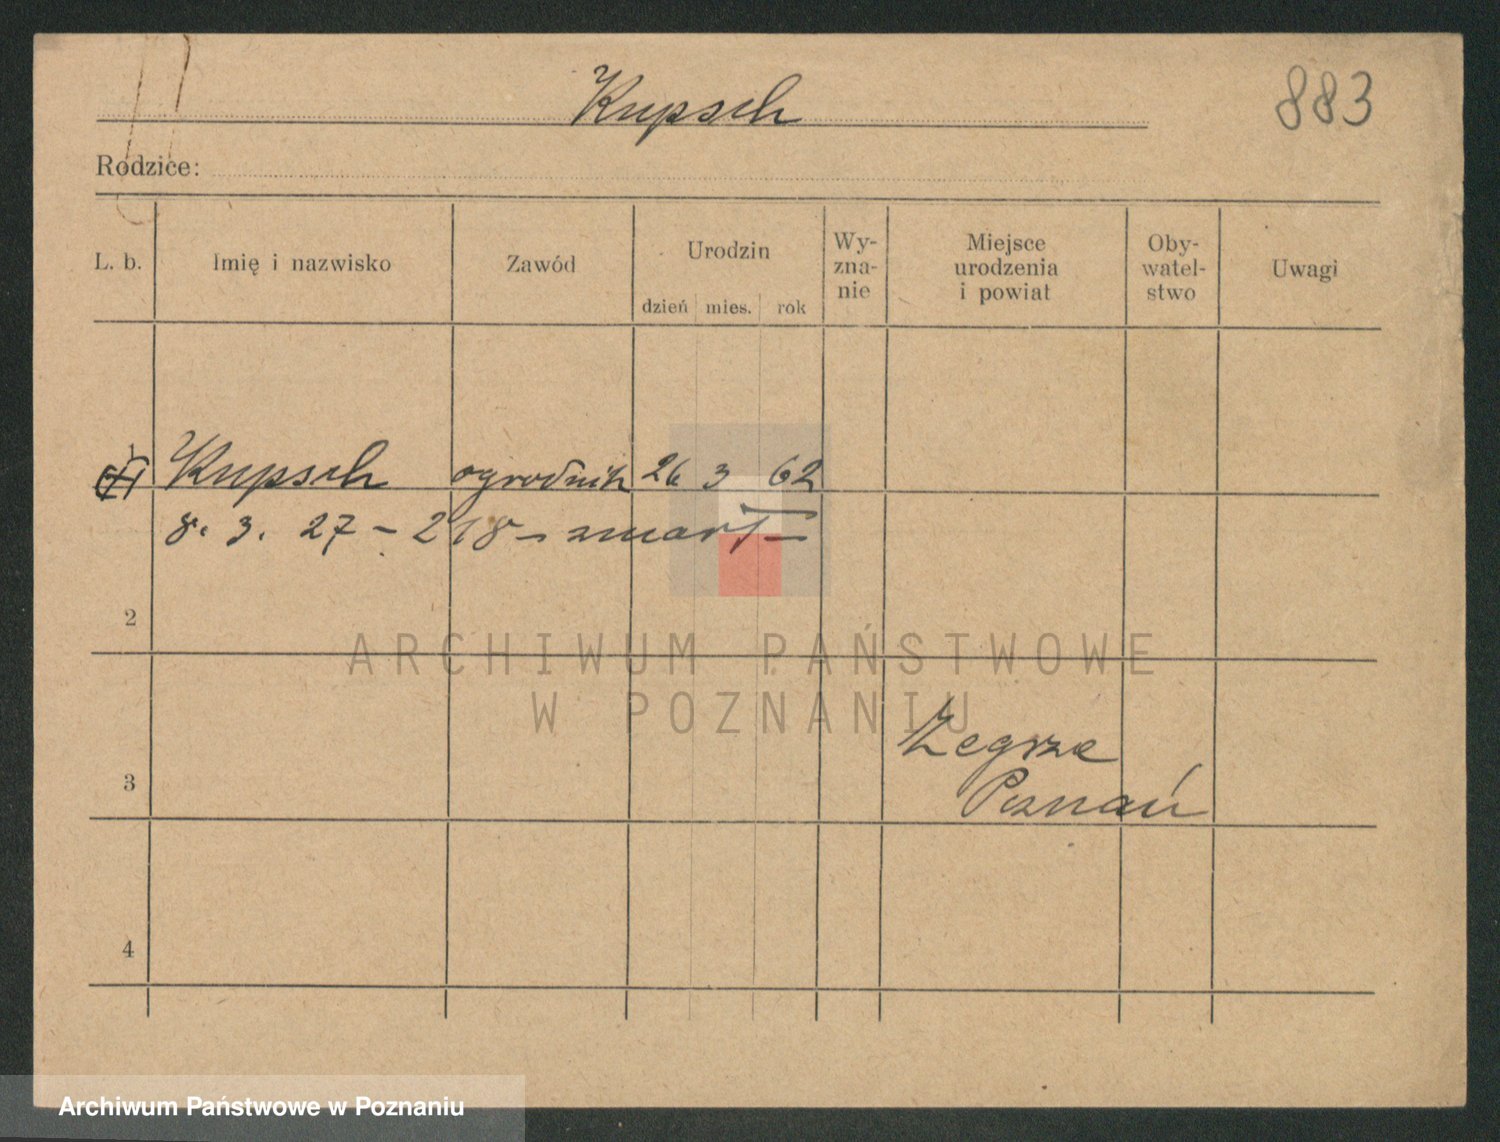 Kupsch
883
Rodzice:
L. b.
Imię i nazwisko
Zawód
Urodzin
dzień mies. rok
Wy-
zna-
nie
Miejsce
urodzenia
i powiat
Oby-
watel-
stwo
Uwagi
1 Kupsch ogrodnik 26 3 62
8. 3. 27 - 218 - zmarł -
2
ARCHIWUM PAŃSTWOWE
W POZNANIU
Żegrze
Poznań
3
4
Archiwum Państwowe w Poznaniu